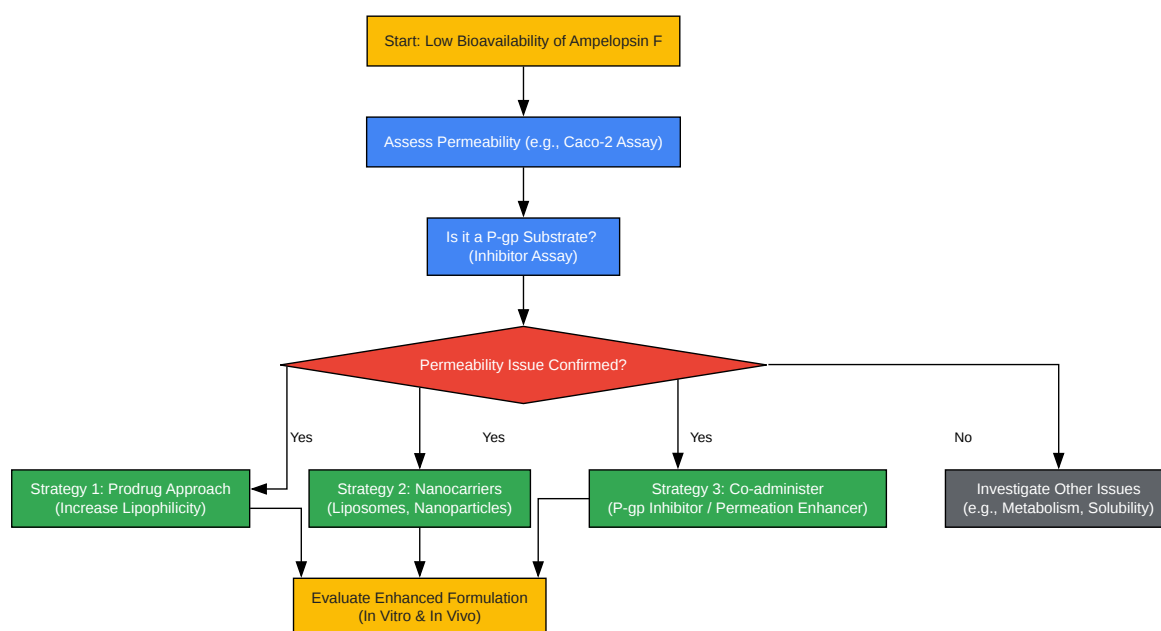 Start: Low Bioavailability of Ampelopsin F
Assess Permeability (e.g., Caco-2 Assay)
Is it a P-gp Substrate?
(Inhibitor Assay)
Permeability Issue Confirmed?
Yes
Yes
Yes
No
Strategy 1: Prodrug Approach
(Increase Lipophilicity)
Strategy 2: Nanocarriers
(Liposomes, Nanoparticles)
Strategy 3: Co-administer
(P-gp Inhibitor / Permeation Enhancer)
Investigate Other Issues
(e.g., Metabolism, Solubility)
Evaluate Enhanced Formulation
(In Vitro & In Vivo)